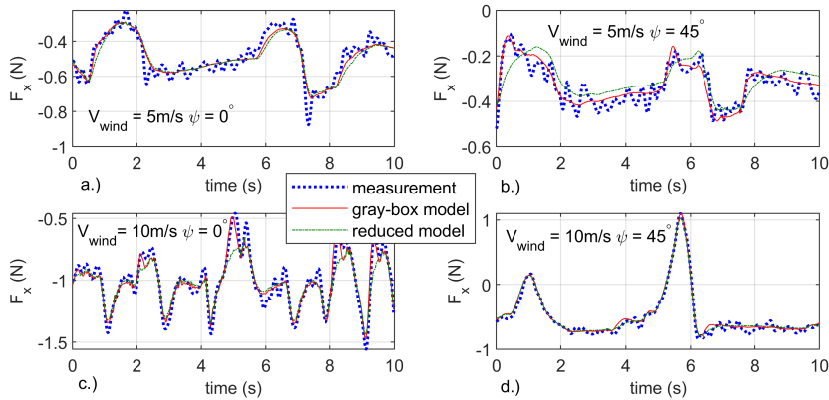 -0.4
-0.6
-0.8
-1
F_x (N)
V_wind = 5m/s ψ = 0°
0 2 4 6 8 10
a.) time (s)
0
-0.2
-0.4
-0.6
F_x (N)
V_wind = 5m/s ψ = 45°
0 2 4 6 8 10
b.) time (s)
measurement
gray-box model
reduced model
-0.5
-1
-1.5
F_x (N)
V_wind = 10m/s ψ = 0°
0 2 4 6 8 10
c.) time (s)
1
0
-1
F_x (N)
V_wind = 10m/s ψ = 45°
0 2 4 6 8 10
d.) time (s)